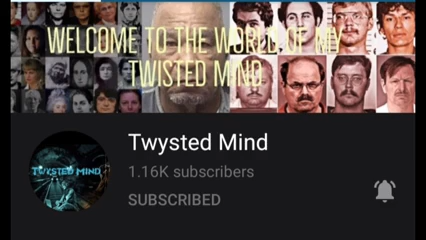 WELCOME TO THE WORLD OF MY
TWISTED MIND
TWYSTED MIND
Twysted Mind
1.16K subscribers
SUBSCRIBED